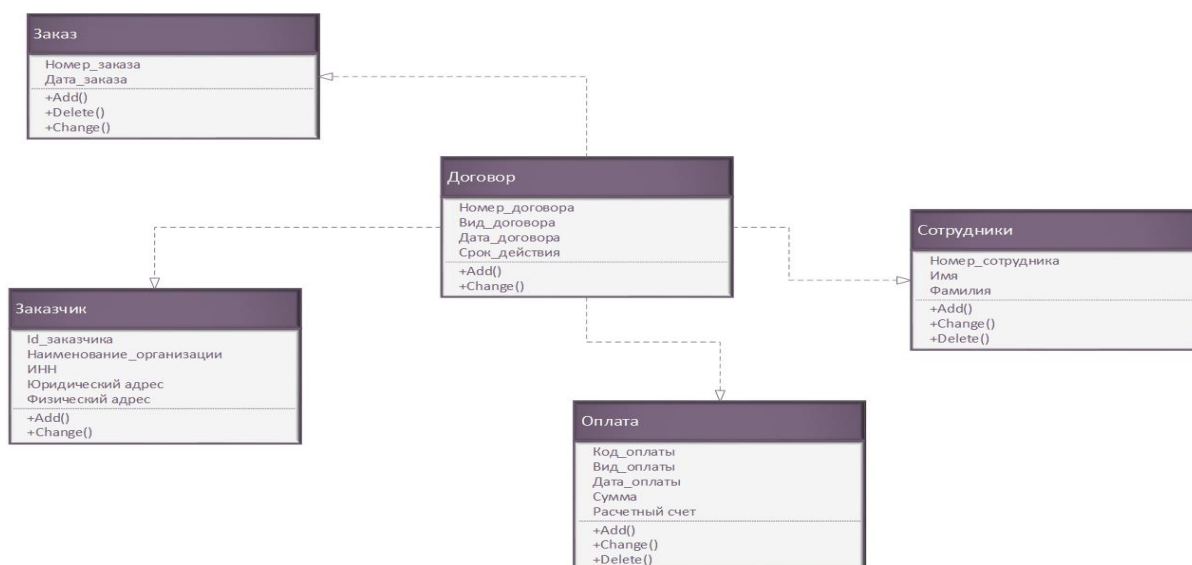 Заказ
Номер_заказа
Дата_заказа
+Add()
+Delete()
+Change()
Договор
Номер_договора
Вид_договора
Дата_договора
Срок_действия
+Add()
+Change()
Сотрудники
Номер_сотрудника
Имя
Фамилия
+Add()
+Change()
+Delete()
Заказчик
Id_заказчика
Наименование_организации
ИНН
Юридический адрес
Физический адрес
+Add()
+Change()
Оплата
Код_оплаты
Вид_оплаты
Дата_оплаты
Сумма
Расчетный счет
+Add()
+Change()
+Delete()